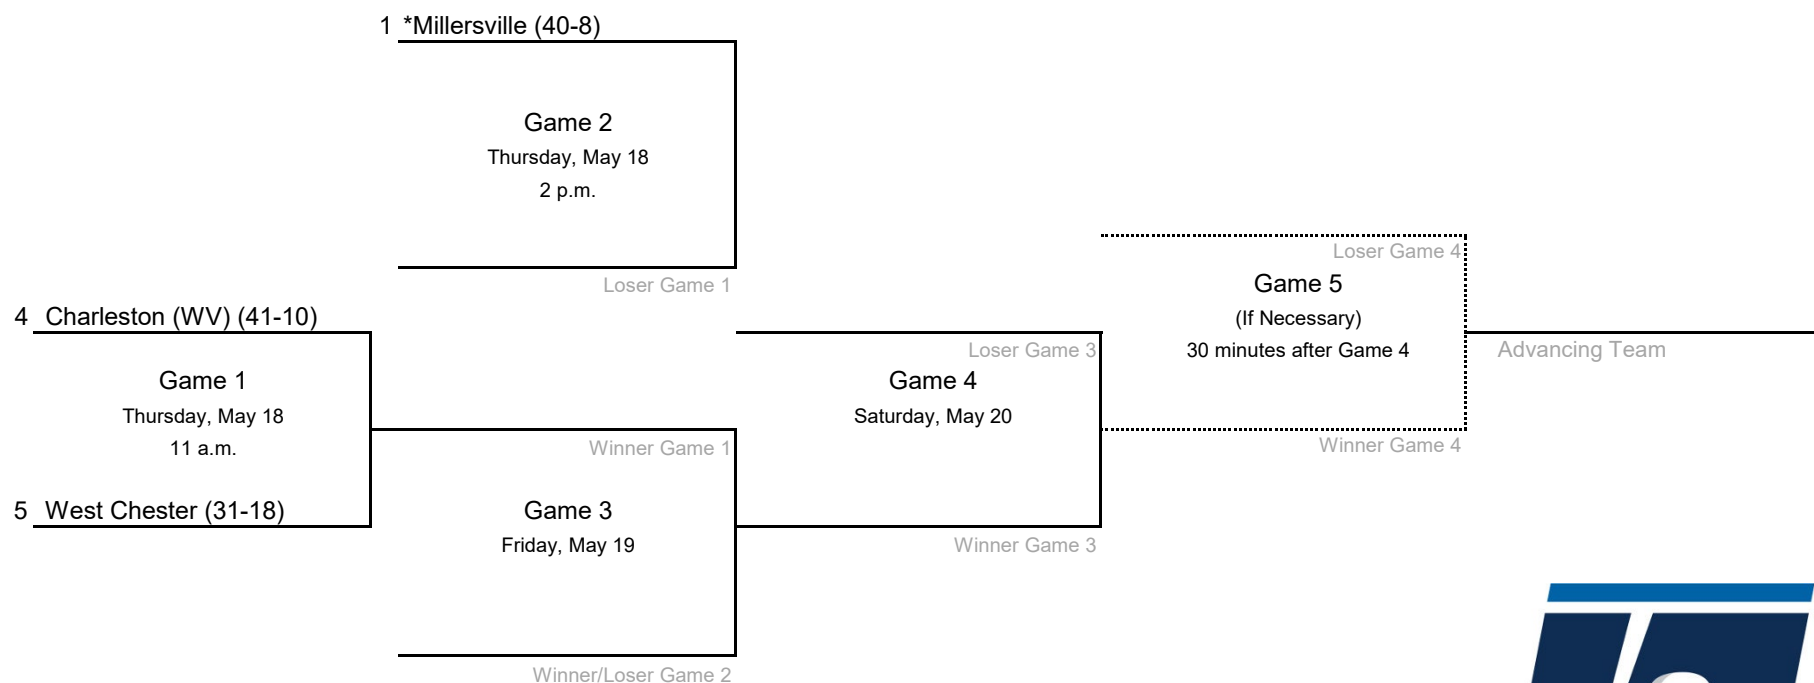 1 *Millersville (40-8)
Game 2
Thursday, May 18
2 p.m.
Loser Game 1
4 Charleston (WV) (41-10)
Game 1
Thursday, May 18
11 a.m.
5 West Chester (31-18)
Winner Game 1
Game 3
Friday, May 19
Winner/Loser Game 2
Loser Game 3
Game 4
Saturday, May 20
Winner Game 3
Loser Game 4
Game 5
(If Necessary)
30 minutes after Game 4
Winner Game 4
Advancing Team